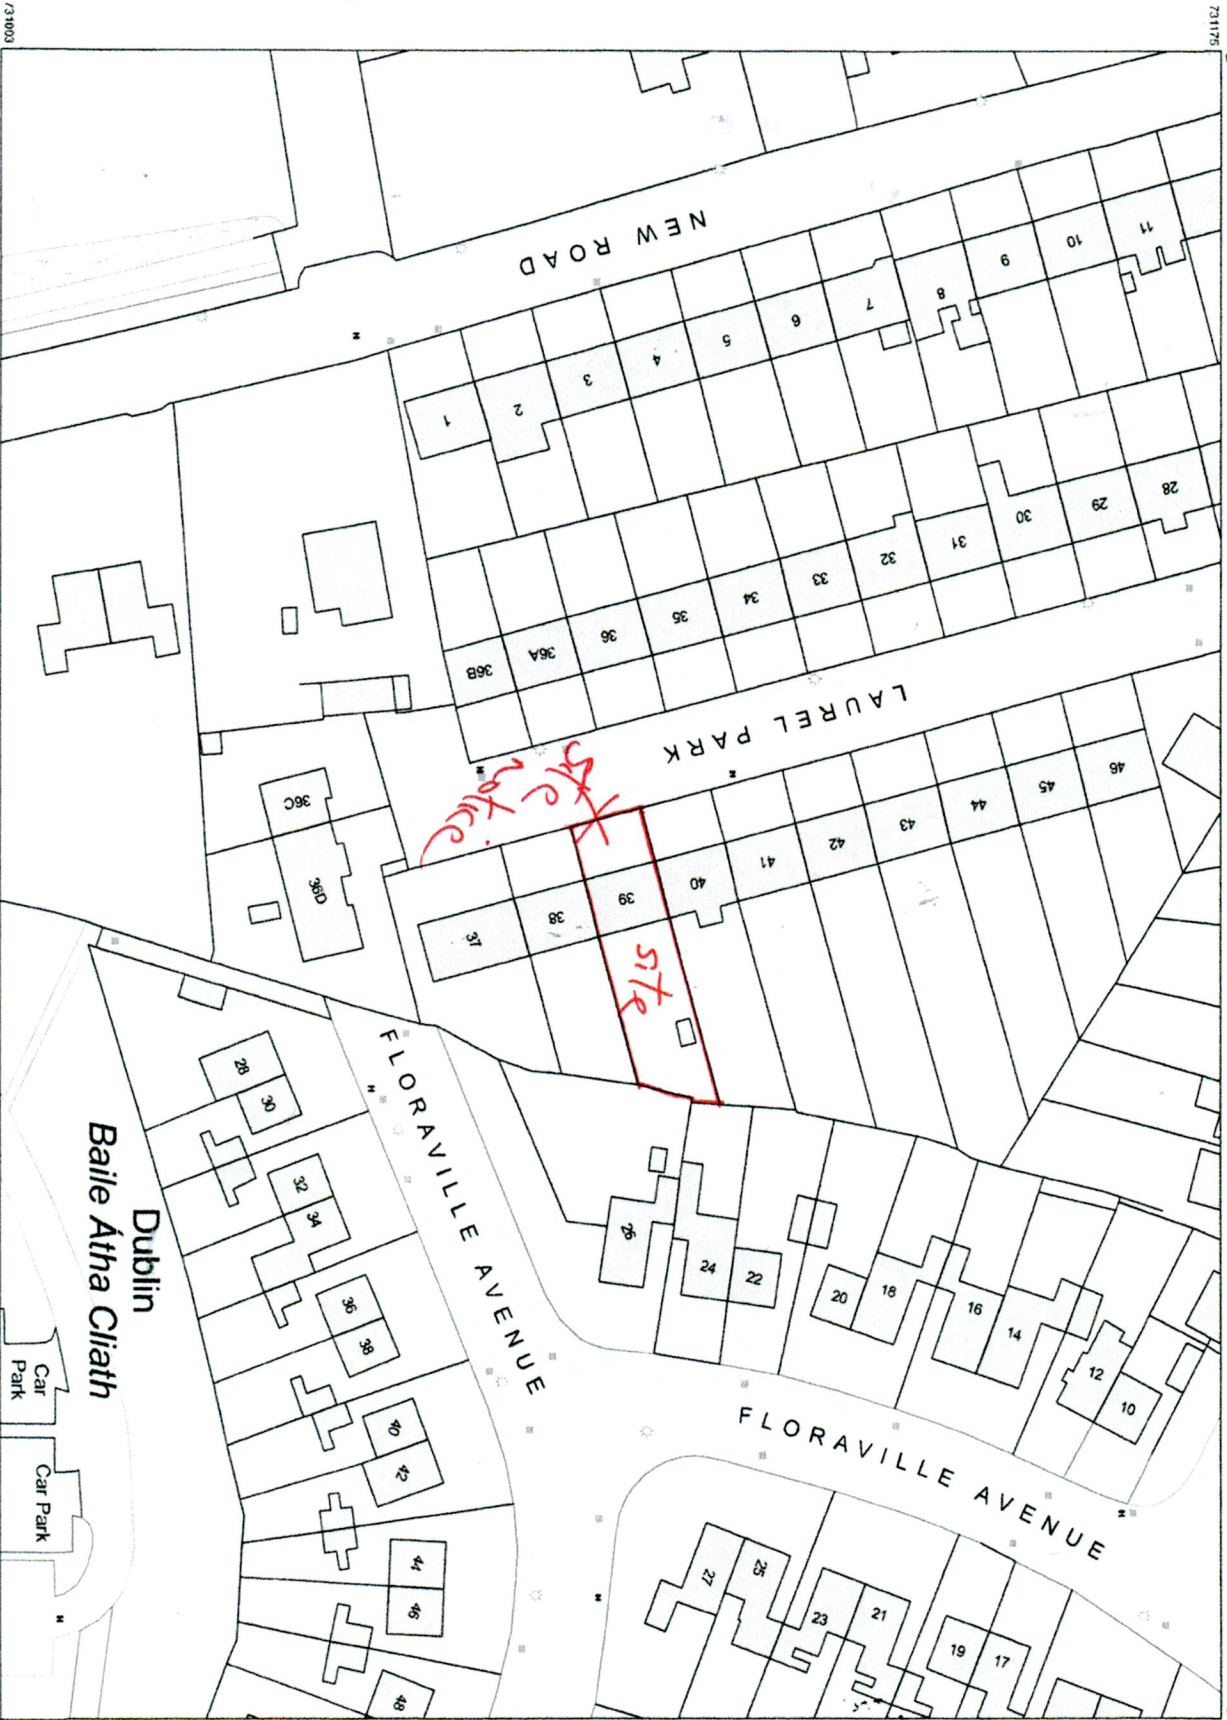 731003
731175
NEW ROAD
1
2
3
4
5
6
7
8
9
10
11
28
29
30
31
32
33
34
35
36
36A
36B
LAUREL PARK
site
notice
36C
36D
37
38
39
40
41
42
43
44
45
46
site
FLORAVILLE AVENUE
28
30
32
34
36
38
40
42
44
46
48
26
24
22
20
18
16
14
12
10
FLORAVILLE AVENUE
27
25
23
21
19
17
Dublin
Baile Átha Cliath
Car
Park
Car Park
H
H
H
H
H
H
H